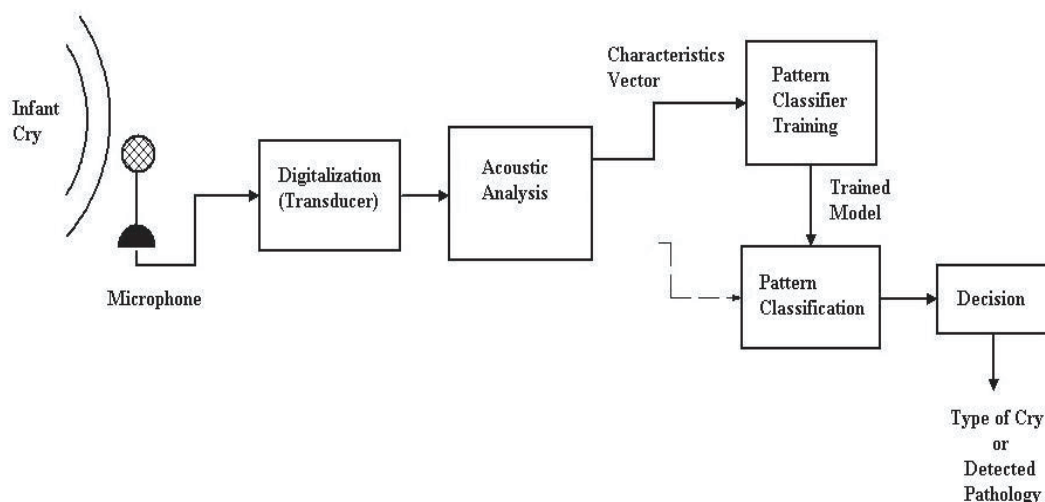 Infant
Cry
Microphone
Digitalization
(Transducer)
Acoustic
Analysis
Characteristics
Vector
Pattern
Classifier
Training
Trained
Model
Pattern
Classification
Decision
Type of Cry
or
Detected
Pathology